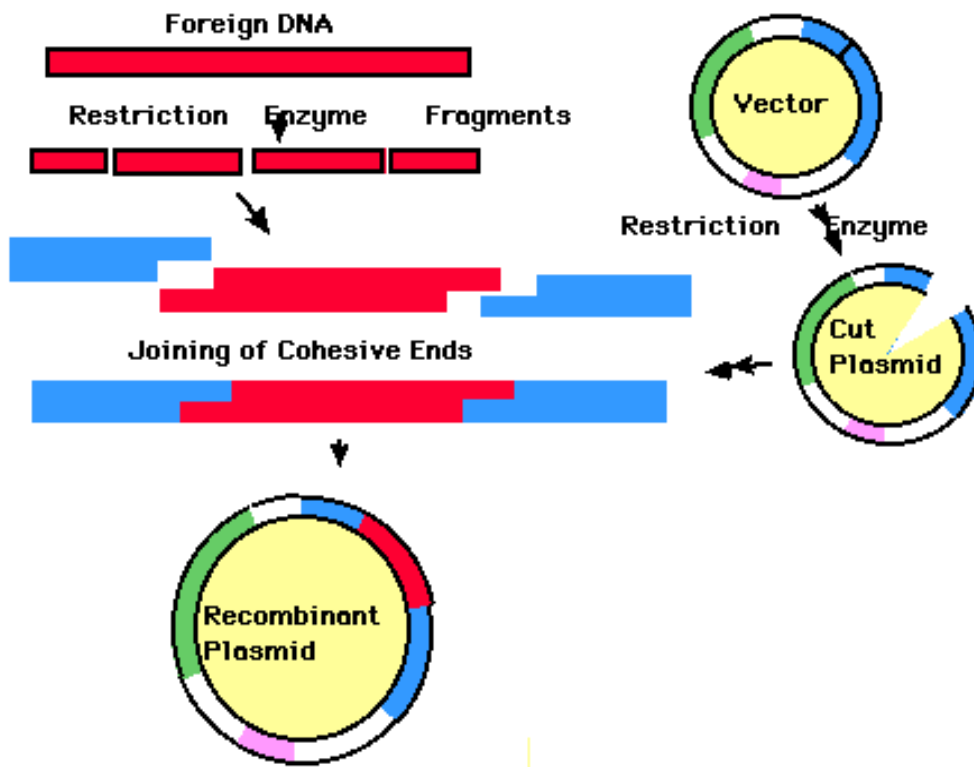 Foreign DNA
Restriction Enzyme Fragments
Vector
Restriction Enzyme
Cut
Plasmid
Joining of Cohesive Ends
Recombinant
Plasmid